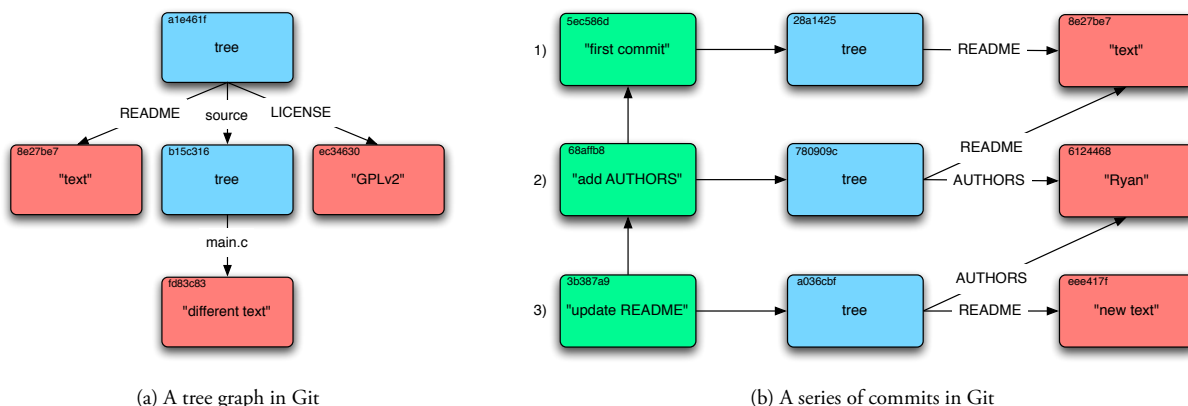 a1e461f
tree
README
source
LICENSE
8e27be7
"text"
b15c316
tree
ec34630
"GPLv2"
main.c
fd83c83
"different text"
(a) A tree graph in Git
1)
5ec586d
"first commit"
28a1425
tree
README
8e27be7
"text"
2)
68affb8
"add AUTHORS"
780909c
tree
README
AUTHORS
6124468
"Ryan"
3)
3b387a9
"update README"
a036cbf
tree
AUTHORS
README
eee417f
"new text"
(b) A series of commits in Git